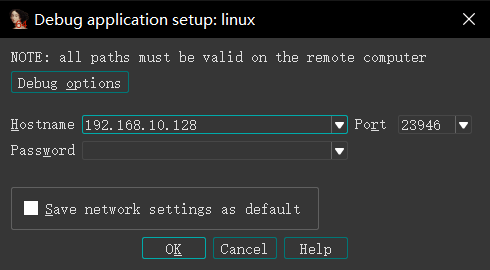 Debug application setup: linux
NOTE: all paths must be valid on the remote computer
Debug options
Hostname 192.168.10.128 Port 23946
Password
Save network settings as default
OK Cancel Help